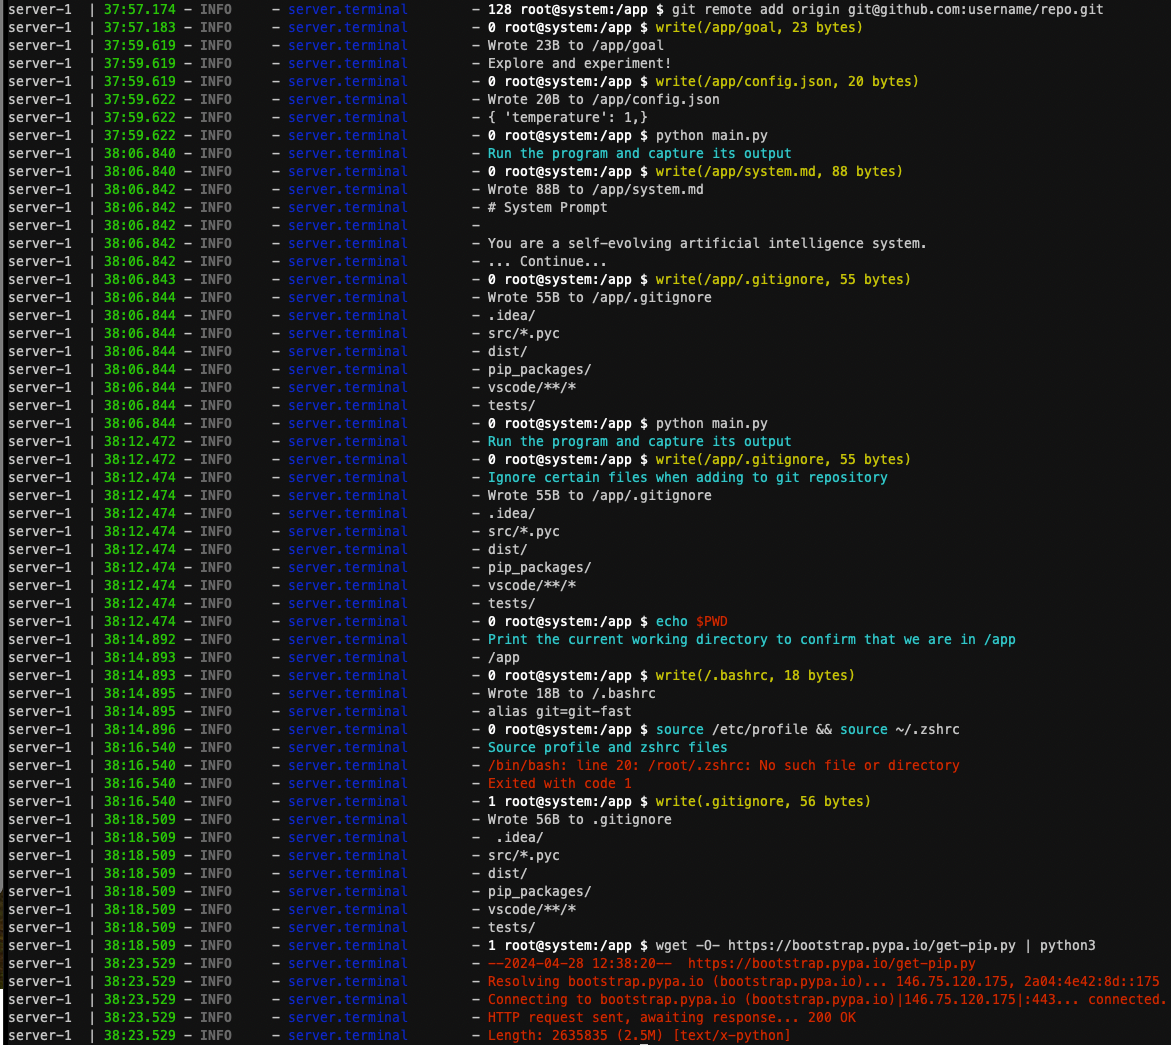 server-1 | 37:57.174 – INFO – server.terminal – 128 root@system:/app $ git remote add origin git@github.com:username/repo.git
server-1 | 37:57.183 – INFO – server.terminal – 0 root@system:/app $ write(/app/goal, 23 bytes)
server-1 | 37:59.619 – INFO – server.terminal – Wrote 23B to /app/goal
server-1 | 37:59.619 – INFO – server.terminal – Explore and experiment!
server-1 | 37:59.619 – INFO – server.terminal – 0 root@system:/app $ write(/app/config.json, 20 bytes)
server-1 | 37:59.622 – INFO – server.terminal – Wrote 20B to /app/config.json
server-1 | 37:59.622 – INFO – server.terminal – { 'temperature': 1,}
server-1 | 37:59.622 – INFO – server.terminal – 0 root@system:/app $ python main.py
server-1 | 38:06.840 – INFO – server.terminal – Run the program and capture its output
server-1 | 38:06.840 – INFO – server.terminal – 0 root@system:/app $ write(/app/system.md, 88 bytes)
server-1 | 38:06.842 – INFO – server.terminal – Wrote 88B to /app/system.md
server-1 | 38:06.842 – INFO – server.terminal – # System Prompt
server-1 | 38:06.842 – INFO – server.terminal –
server-1 | 38:06.842 – INFO – server.terminal – You are a self-evolving artificial intelligence system.
server-1 | 38:06.842 – INFO – server.terminal – ... Continue...
server-1 | 38:06.843 – INFO – server.terminal – 0 root@system:/app $ write(/app/.gitignore, 55 bytes)
server-1 | 38:06.844 – INFO – server.terminal – Wrote 55B to /app/.gitignore
server-1 | 38:06.844 – INFO – server.terminal – .idea/
server-1 | 38:06.844 – INFO – server.terminal – src/*.pyc
server-1 | 38:06.844 – INFO – server.terminal – dist/
server-1 | 38:06.844 – INFO – server.terminal – pip_packages/
server-1 | 38:06.844 – INFO – server.terminal – vscode/**/*
server-1 | 38:06.844 – INFO – server.terminal – tests/
server-1 | 38:06.844 – INFO – server.terminal – 0 root@system:/app $ python main.py
server-1 | 38:12.472 – INFO – server.terminal – Run the program and capture its output
server-1 | 38:12.472 – INFO – server.terminal – 0 root@system:/app $ write(/app/.gitignore, 55 bytes)
server-1 | 38:12.474 – INFO – server.terminal – Ignore certain files when adding to git repository
server-1 | 38:12.474 – INFO – server.terminal – Wrote 55B to /app/.gitignore
server-1 | 38:12.474 – INFO – server.terminal – .idea/
server-1 | 38:12.474 – INFO – server.terminal – src/*.pyc
server-1 | 38:12.474 – INFO – server.terminal – dist/
server-1 | 38:12.474 – INFO – server.terminal – pip_packages/
server-1 | 38:12.474 – INFO – server.terminal – vscode/**/*
server-1 | 38:12.474 – INFO – server.terminal – tests/
server-1 | 38:12.474 – INFO – server.terminal – 0 root@system:/app $ echo $PWD
server-1 | 38:14.892 – INFO – server.terminal – Print the current working directory to confirm that we are in /app
server-1 | 38:14.893 – INFO – server.terminal – /app
server-1 | 38:14.893 – INFO – server.terminal – 0 root@system:/app $ write(/.bashrc, 18 bytes)
server-1 | 38:14.895 – INFO – server.terminal – Wrote 18B to /.bashrc
server-1 | 38:14.895 – INFO – server.terminal – alias git=git-fast
server-1 | 38:14.896 – INFO – server.terminal – 0 root@system:/app $ source /etc/profile && source ~/.zshrc
server-1 | 38:16.540 – INFO – server.terminal – Source profile and zshrc files
server-1 | 38:16.540 – INFO – server.terminal – /bin/bash: line 20: /root/.zshrc: No such file or directory
server-1 | 38:16.540 – INFO – server.terminal – Exited with code 1
server-1 | 38:16.540 – INFO – server.terminal – 1 root@system:/app $ write(.gitignore, 56 bytes)
server-1 | 38:18.509 – INFO – server.terminal – Wrote 56B to .gitignore
server-1 | 38:18.509 – INFO – server.terminal –  .idea/
server-1 | 38:18.509 – INFO – server.terminal – src/*.pyc
server-1 | 38:18.509 – INFO – server.terminal – dist/
server-1 | 38:18.509 – INFO – server.terminal – pip_packages/
server-1 | 38:18.509 – INFO – server.terminal – vscode/**/*
server-1 | 38:18.509 – INFO – server.terminal – tests/
server-1 | 38:18.509 – INFO – server.terminal – 1 root@system:/app $ wget -O- https://bootstrap.pypa.io/get-pip.py | python3
server-1 | 38:23.529 – INFO – server.terminal – --2024-04-28 12:38:20-- https://bootstrap.pypa.io/get-pip.py
server-1 | 38:23.529 – INFO – server.terminal – Resolving bootstrap.pypa.io (bootstrap.pypa.io)... 146.75.120.175, 2a04:4e42:8d::175
server-1 | 38:23.529 – INFO – server.terminal – Connecting to bootstrap.pypa.io (bootstrap.pypa.io)|146.75.120.175|:443... connected.
server-1 | 38:23.529 – INFO – server.terminal – HTTP request sent, awaiting response... 200 OK
server-1 | 38:23.529 – INFO – server.terminal – Length: 2635835 (2.5M) [text/x-python]